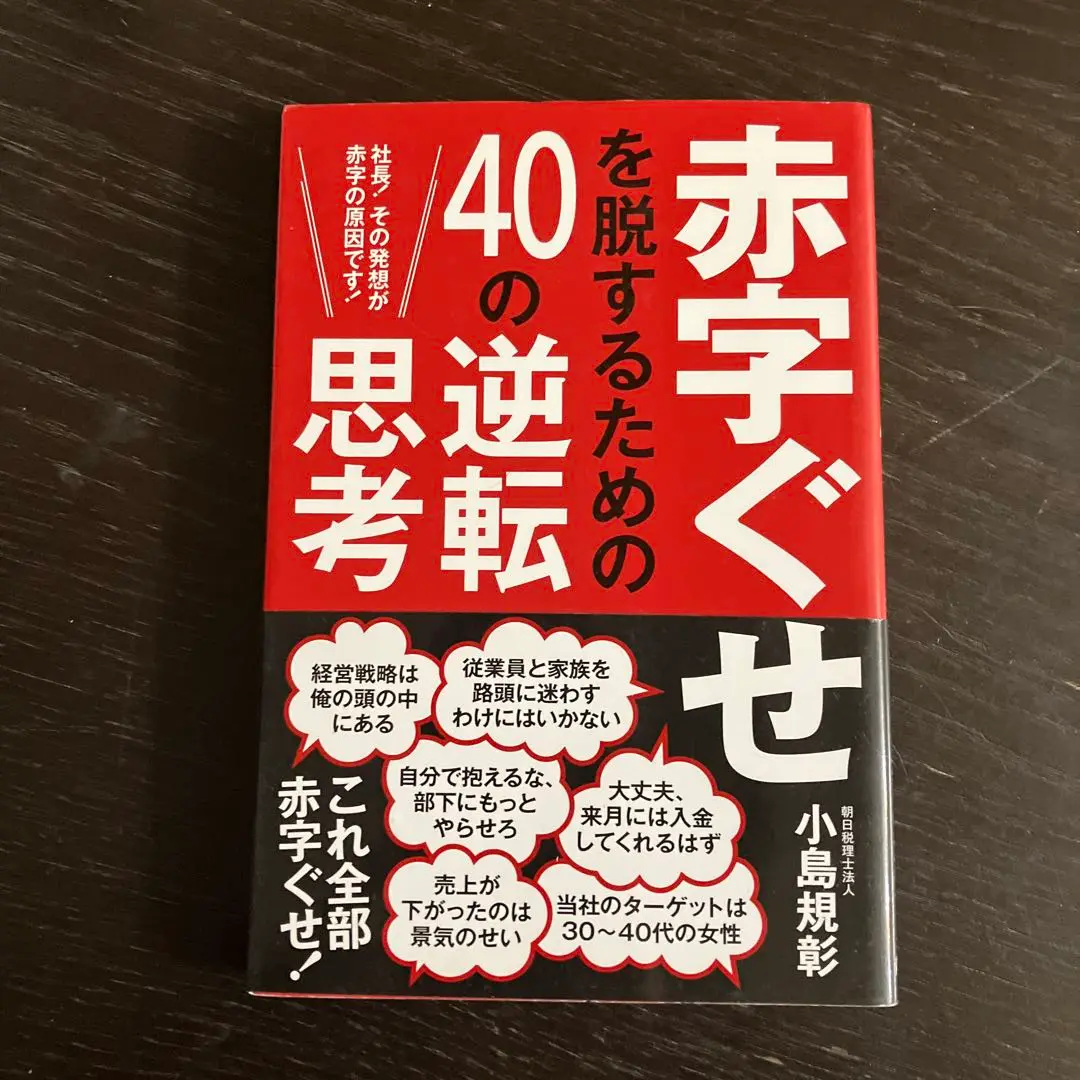 赤字ぐせ
を脱するための
40の逆転
思考
社長！その発想が
赤字の原因です！
経営戦略は
俺の頭の中
にある
従業員と家族を
路頭に迷わす
わけにはいかない
自分で抱えるな、
部下にもっと
やらせろ
大丈夫、
来月には入金
してくれるはず
売上が
下がったのは
景気のせい
当社のターゲットは
30〜40代の女性
これ全部
赤字ぐせ！
朝日税理士法人
小島規彰